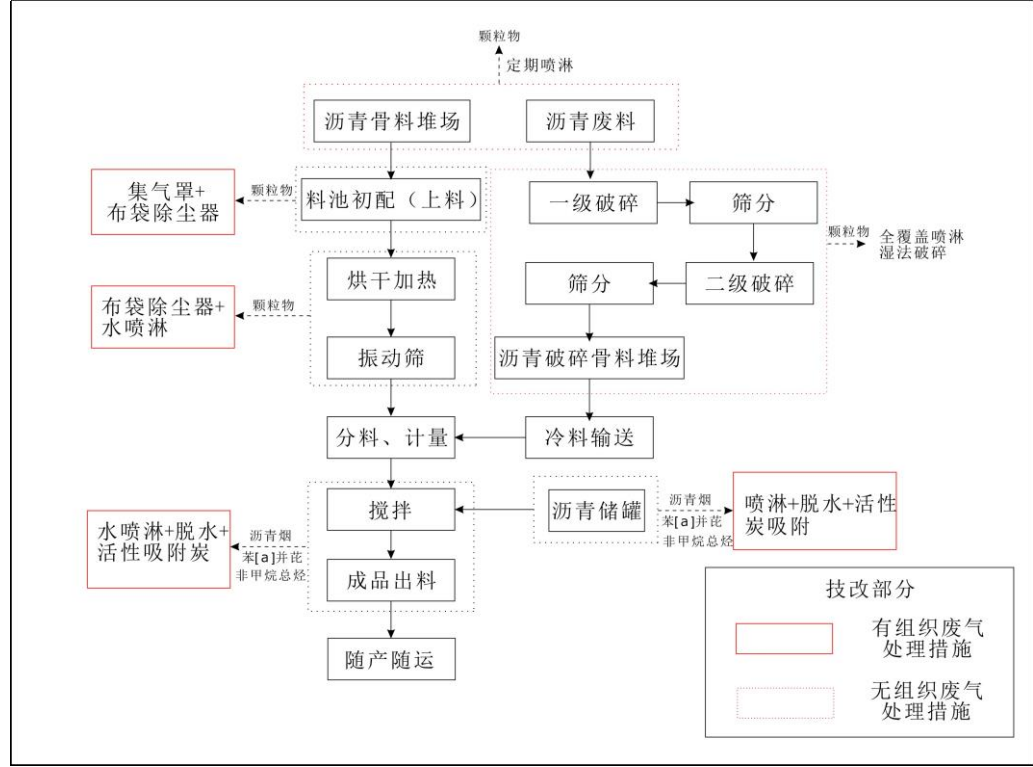 颗粒物
定期喷淋
沥青骨料堆场
沥青废料
集气罩+
布袋除尘器
颗粒物
料池初配（上料）
一级破碎
筛分
颗粒物
全覆盖喷淋
湿法破碎
烘干加热
筛分
二级破碎
布袋除尘器+
水喷淋
颗粒物
振动筛
沥青破碎骨料堆场
分料、计量
冷料输送
搅拌
沥青储罐
沥青烟
苯[a]并芘
非甲烷总烃
喷淋+脱水+活性
炭吸附
水喷淋+脱水+
活性吸附炭
沥青烟
苯[a]并芘
非甲烷总烃
成品出料
随产随运
技改部分
有组织废气
处理措施
无组织废气
处理措施